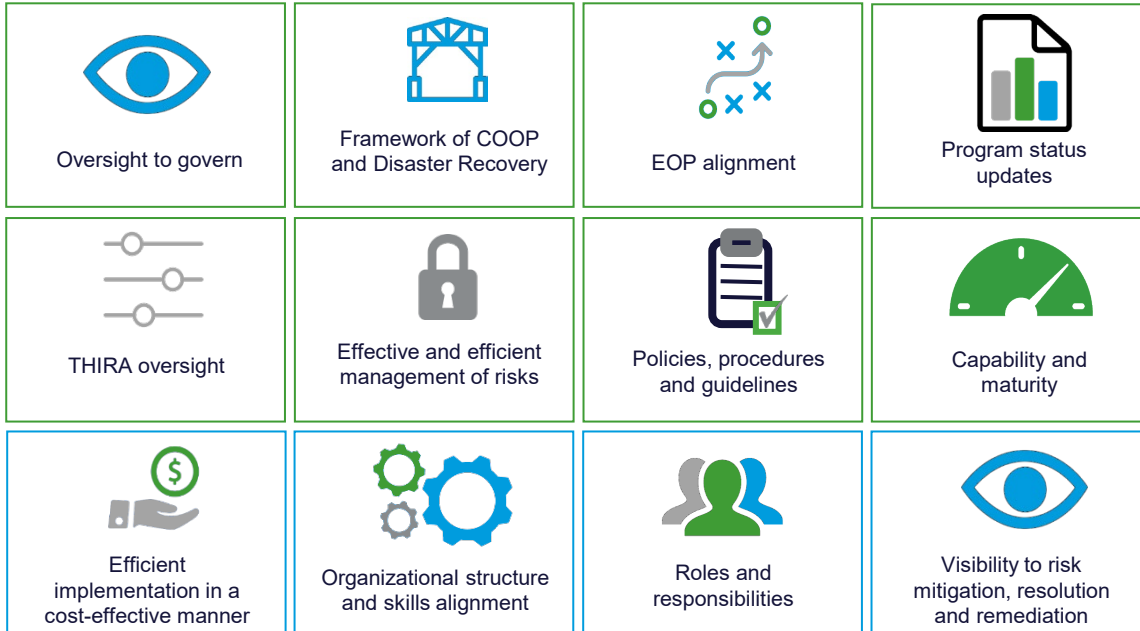 Oversight to govern
Framework of COOP
and Disaster Recovery
EOP alignment
Program status
updates
THIRA oversight
Effective and efficient
management of risks
Policies, procedures
and guidelines
Capability and
maturity
$
Efficient
implementation in a
cost-effective manner
Organizational structure
and skills alignment
Roles and
responsibilities
Visibility to risk
mitigation, resolution
and remediation